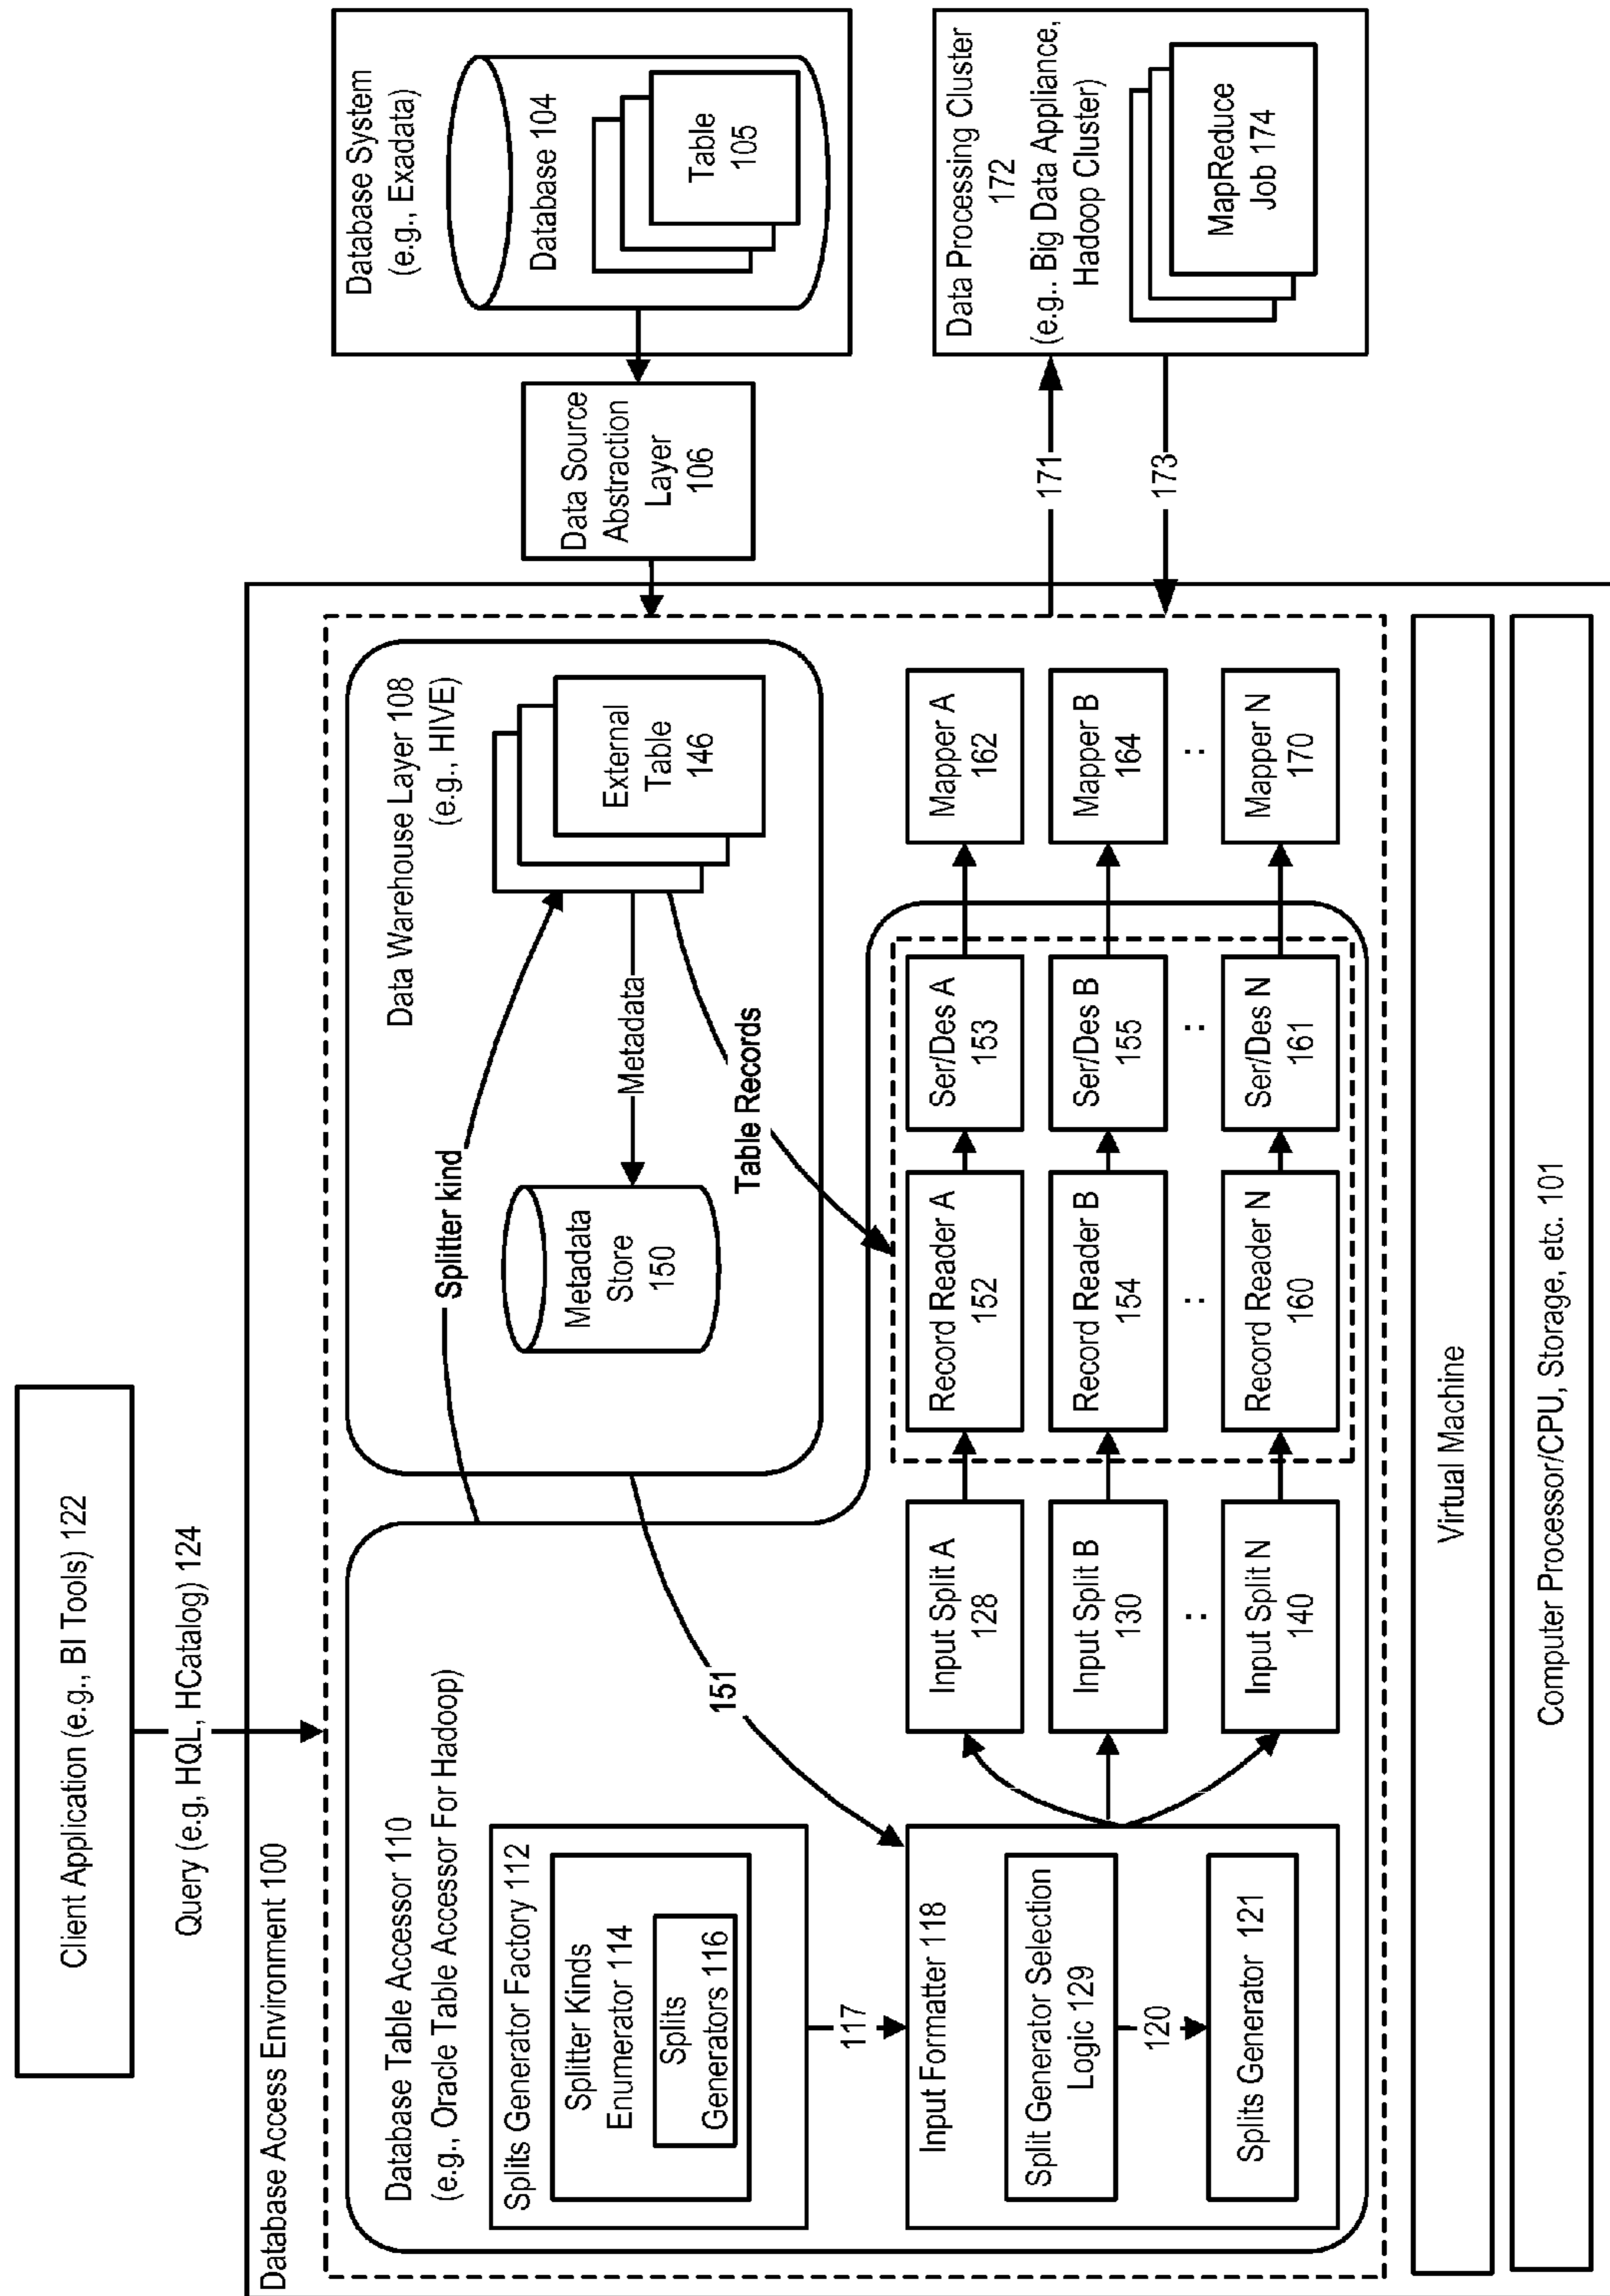 Client Application (e.g., BI Tools) 122
Query (e.g, HQL, HCatalog) 124
Database Access Environment 100
Database Table Accessor 110
(e.g., Oracle Table Accessor For Hadoop)
Splits Generator Factory 112
Splitter Kinds
Enumerator 114
Splits
Generators 116
117
Input Formatter 118
Split Generator Selection
Logic 129
120
Splits Generator 121
151
Splitter kind
Data Warehouse Layer 108
(e.g., HIVE)
External
Table
146
Metadata
Metadata
Store
150
Table Records
Input Split A
128
Record Reader A
152
Ser/Des A
153
Mapper A
162
Input Split B
130
Record Reader B
154
Ser/Des B
155
Mapper B
164
..
..
..
..
Input Split N
140
Record Reader N
160
Ser/Des N
161
Mapper N
170
Database System
(e.g., Exadata)
Database 104
Table
105
Data Source
Abstraction
Layer
106
171
173
Data Processing Cluster
172
(e.g.. Big Data Appliance,
Hadoop Cluster)
MapReduce
Job 174
Virtual Machine
Computer Processor/CPU, Storage, etc. 101